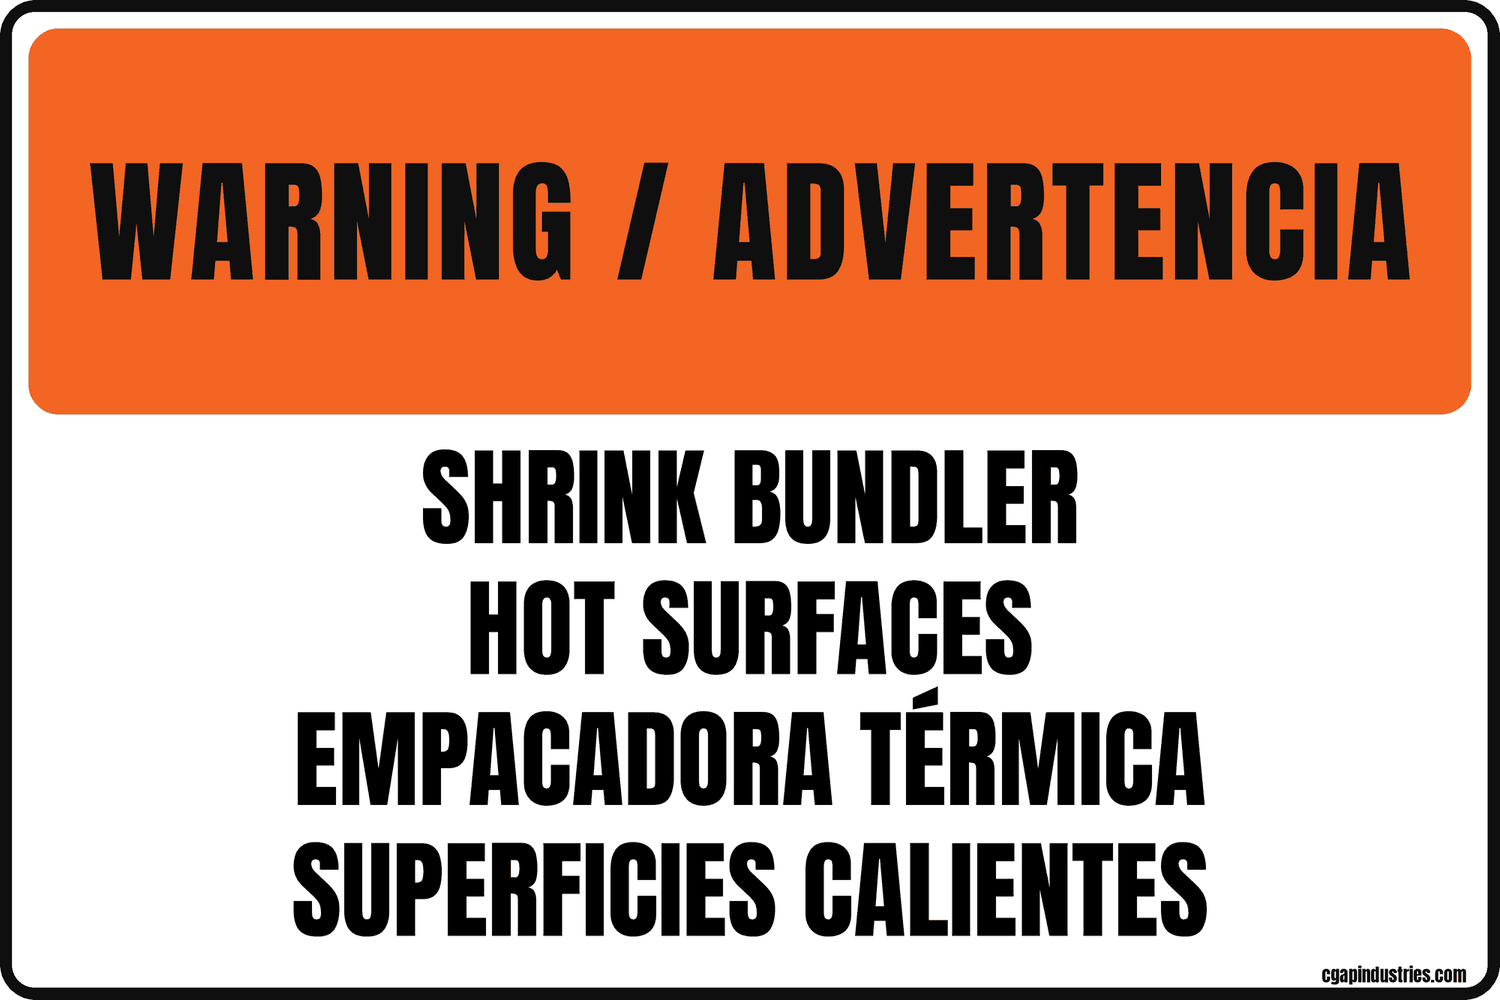 WARNING / ADVERTENCIA
SHRINK BUNDLER
HOT SURFACES
EMPACADORA TÉRMICA
SUPERFICIES CALIENTES
cgapindustries.com